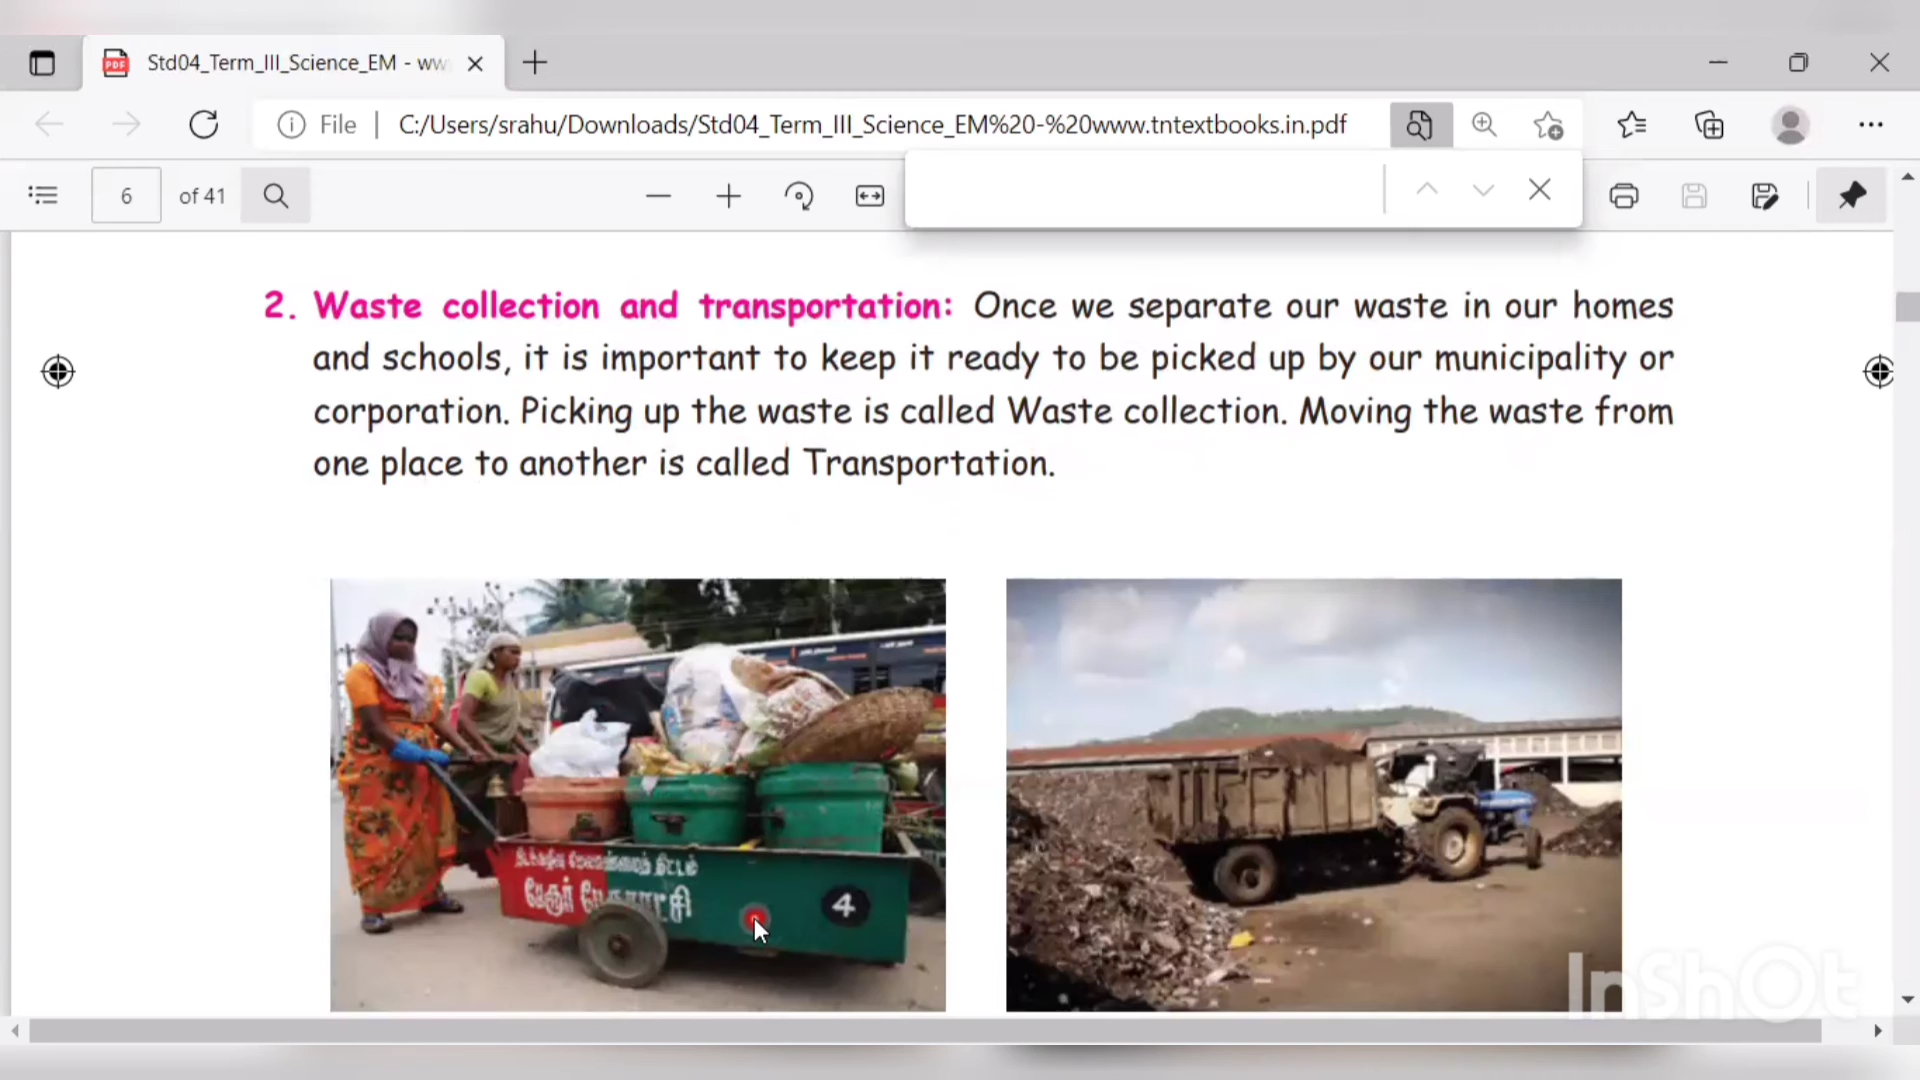 Std04_Term_III_Science_EM - ww
File
C:/Users/srahu/Downloads/Std04_Term_III_Science_EM%20-%20www.tntextbooks.in.pdf
6 of 41
2. Waste collection and transportation: Once we separate our waste in our homes
and schools, it is important to keep it ready to be picked up by our municipality or
corporation. Picking up the waste is called Waste collection. Moving the waste from
one place to another is called Transportation.
திட்டம்
4
InShOt